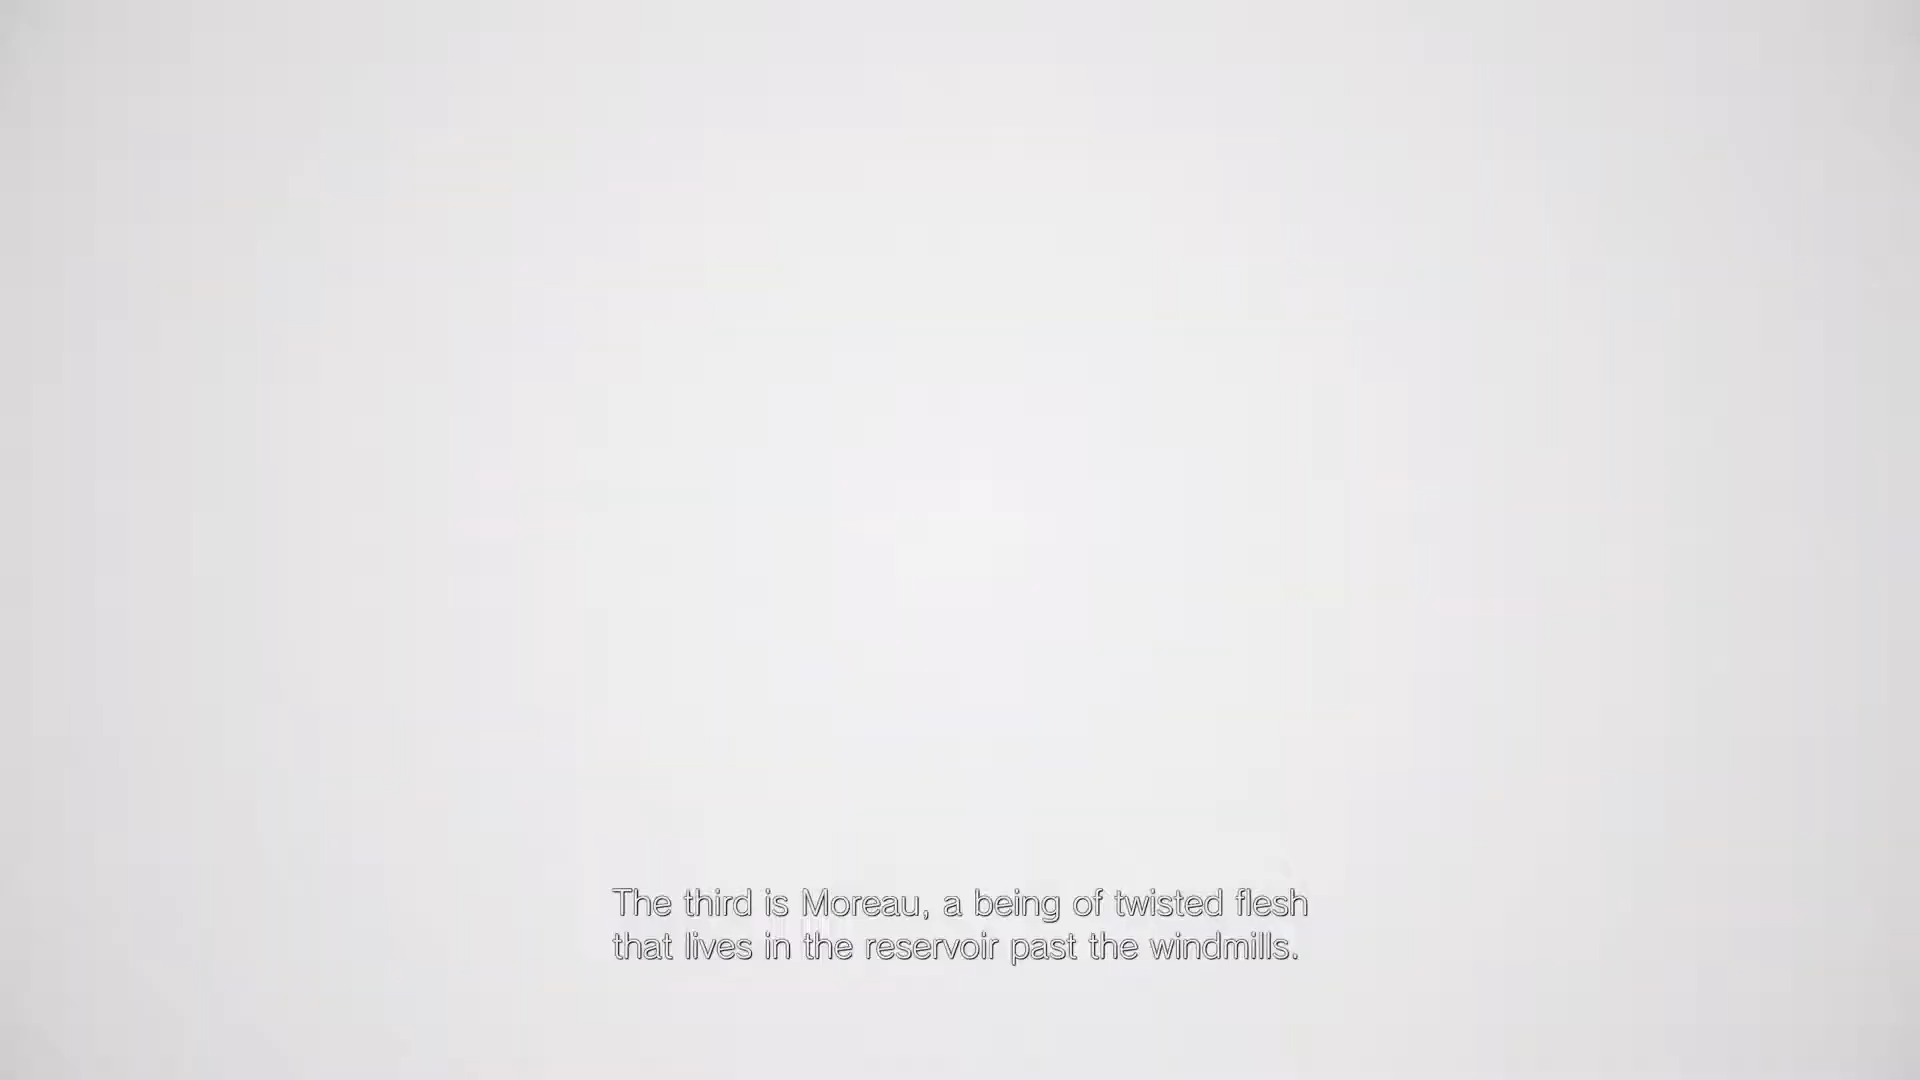 The third is Moreau, a being of twisted flesh
that lives in the reservoir past the windmills.